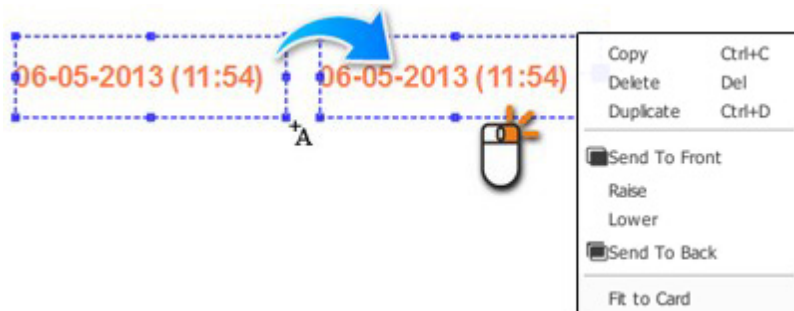 06-05-2013 (11:54) 06-05-2013 (11:54)
A
Copy Ctrl+C
Delete Del
Duplicate Ctrl+D
Send To Front
Raise
Lower
Send To Back
Fit to Card